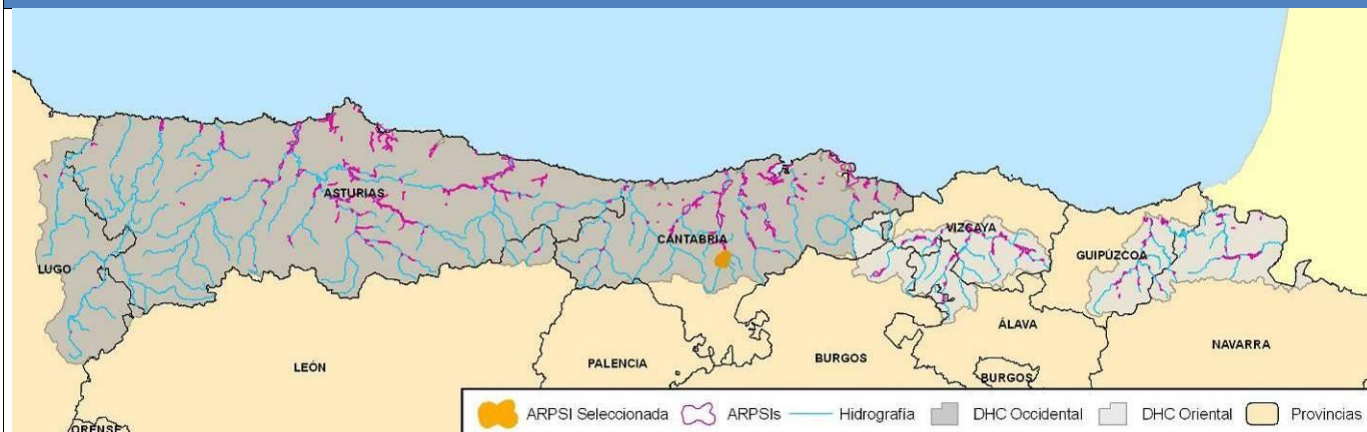 ASTURIAS
CANTABRIA
VIZCAYA
GUIPÚZCOA
LUGO
ÁLAVA
NAVARRA
LEÓN
PALENCIA
BURGOS
BURGOS
ORENSE
ARPSI Seleccionada
ARPSIs
Hidrografía
DHC Occidental
DHC Oriental
Provincias